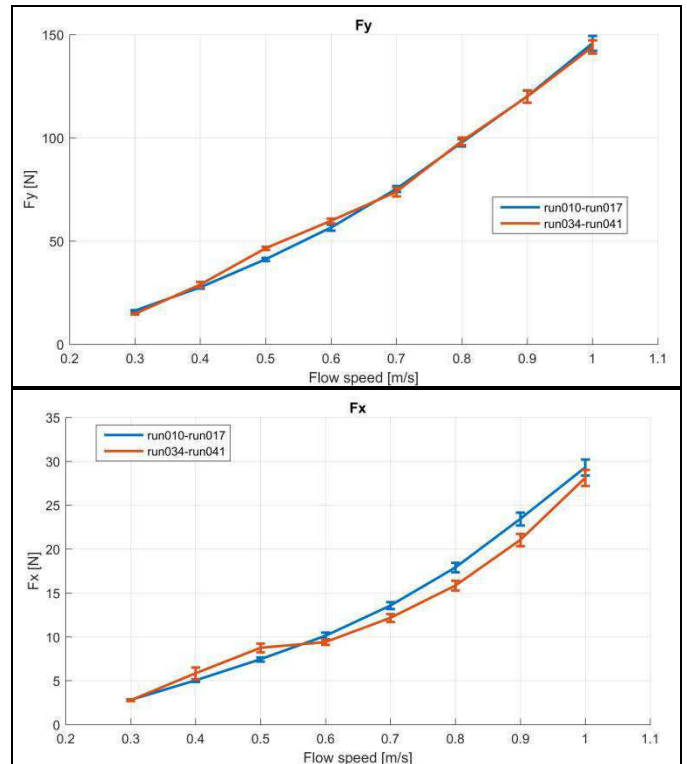 Fy
150
100
50
0
Fy [N]
0.2 0.3 0.4 0.5 0.6 0.7 0.8 0.9 1 1.1
Flow speed [m/s]
run010-run017
run034-run041
Fx
35
30
25
20
15
10
5
0
Fx [N]
0.2 0.3 0.4 0.5 0.6 0.7 0.8 0.9 1 1.1
Flow speed [m/s]
run010-run017
run034-run041